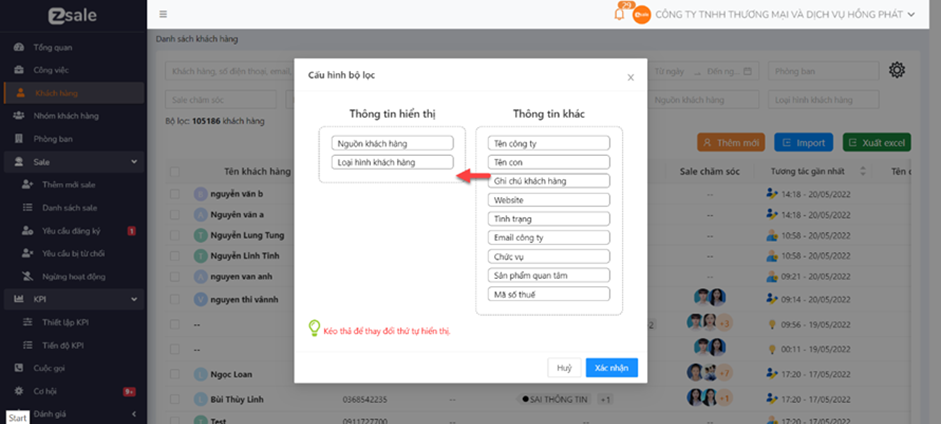 Zsale
29
CÔNG TY TNHH THƯƠNG MẠI VÀ DỊCH VỤ HỒNG PHÁT
Danh sách khách hàng
Tổng quan
Công việc
Khách hàng
Nhóm khách hàng
Phòng ban
Sale
Thêm mới sale
Danh sách sale
Yêu cầu đăng ký
1
Yêu cầu bị từ chối
Ngừng hoạt động
KPI
Thiết lập KPI
Tiến độ KPI
Cuộc gọi
Cơ hội
9+
Đánh giá
Start
Khách hàng, số điện thoại, email,
Từ ngày
Đến ng...
Phòng ban
Sale chăm sóc
Nguồn khách hàng
Loại hình khách hàng
Bộ lọc: 105186 khách hàng
Thêm mới
Import
Xuất excel
Cấu hình bộ lọc
Thông tin hiển thị
Thông tin khác
Nguồn khách hàng
Loại hình khách hàng
Tên công ty
Tên con
Ghi chú khách hàng
Website
Tình trạng
Email công ty
Chức vụ
Sản phẩm quan tâm
Mã số thuế
Kéo thả để thay đổi thứ tự hiển thị.
Huỷ
Xác nhận
Tên khách hàng
Sale chăm sóc
Tương tác gần nhất
nguyễn văn b
--
14:18 - 20/05/2022
Nguyễn văn a
--
14:18 - 20/05/2022
Nguyễn Lung Tung
--
10:58 - 20/05/2022
Nguyễn Linh Tinh
--
10:58 - 20/05/2022
nguyen van anh
--
09:21 - 20/05/2022
nguyen thi vânnh
09:14 - 20/05/2022
--
2
+3
09:56 - 19/05/2022
--
00:11 - 19/05/2022
Ngọc Loan
+3
17:20 - 17/05/2022
Bùi Thùy Linh
0368542235
--
SAI THÔNG TIN
+1
+3
17:20 - 17/05/2022
Test
0911727700